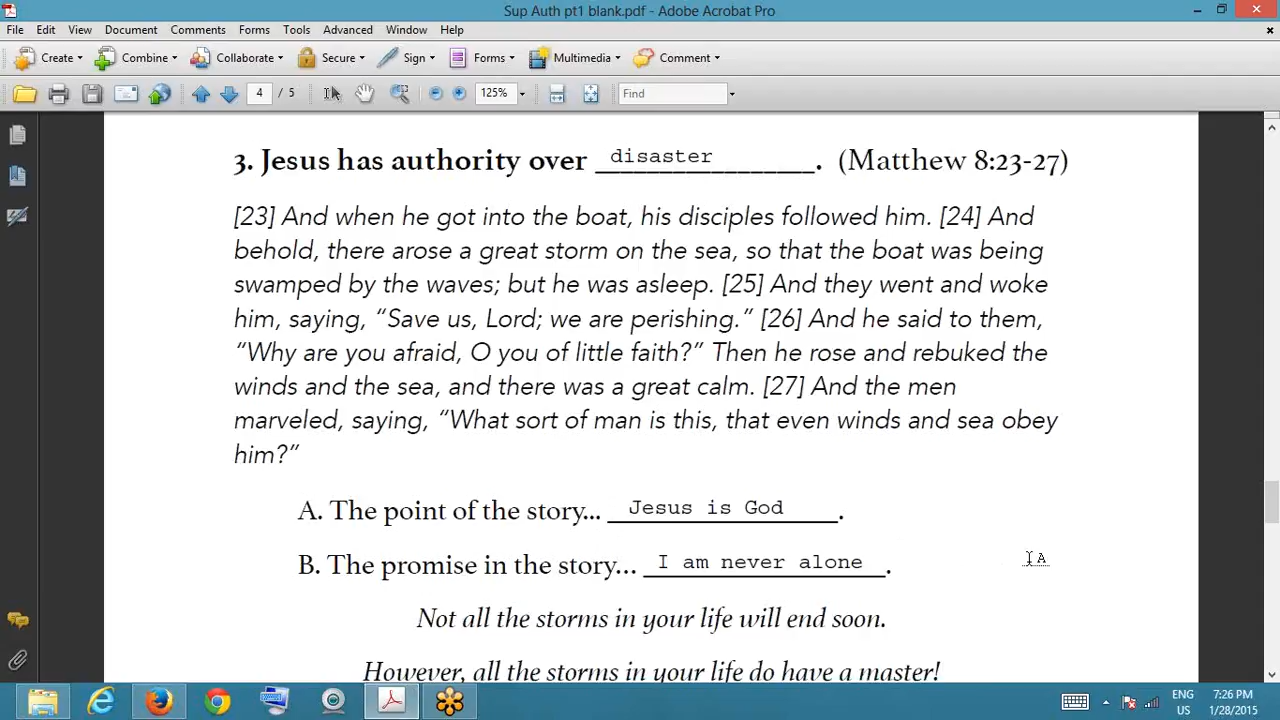 Sup Auth pt1 blank.pdf - Adobe Acrobat Pro
File Edit View Document Comments Forms Tools Advanced Window Help
Create Combine Collaborate Secure Sign Forms Multimedia Comment
4 / 5 125% Find
3. Jesus has authority over disaster. (Matthew 8:23-27)
[23] And when he got into the boat, his disciples followed him. [24] And
behold, there arose a great storm on the sea, so that the boat was being
swamped by the waves; but he was asleep. [25] And they went and woke
him, saying, “Save us, Lord; we are perishing.” [26] And he said to them,
“Why are you afraid, O you of little faith?” Then he rose and rebuked the
winds and the sea, and there was a great calm. [27] And the men
marveled, saying, “What sort of man is this, that even winds and sea obey
him?”
A. The point of the story... Jesus is God.
B. The promise in the story... I am never alone.
Not all the storms in your life will end soon.
However, all the storms in your life do have a master!
ENG 7:26 PM
US 1/28/2015